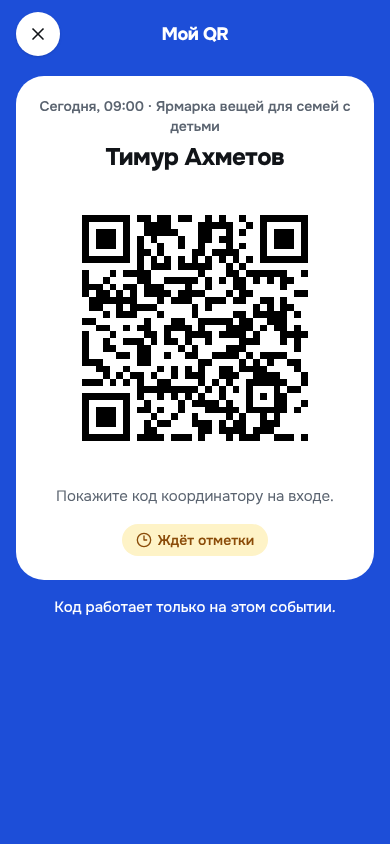 Мой QR
Сегодня, 09:00 · Ярмарка вещей для семей с
детьми
Тимур Ахметов
Покажите код координатору на входе.
Ждёт отметки
Код работает только на этом событии.